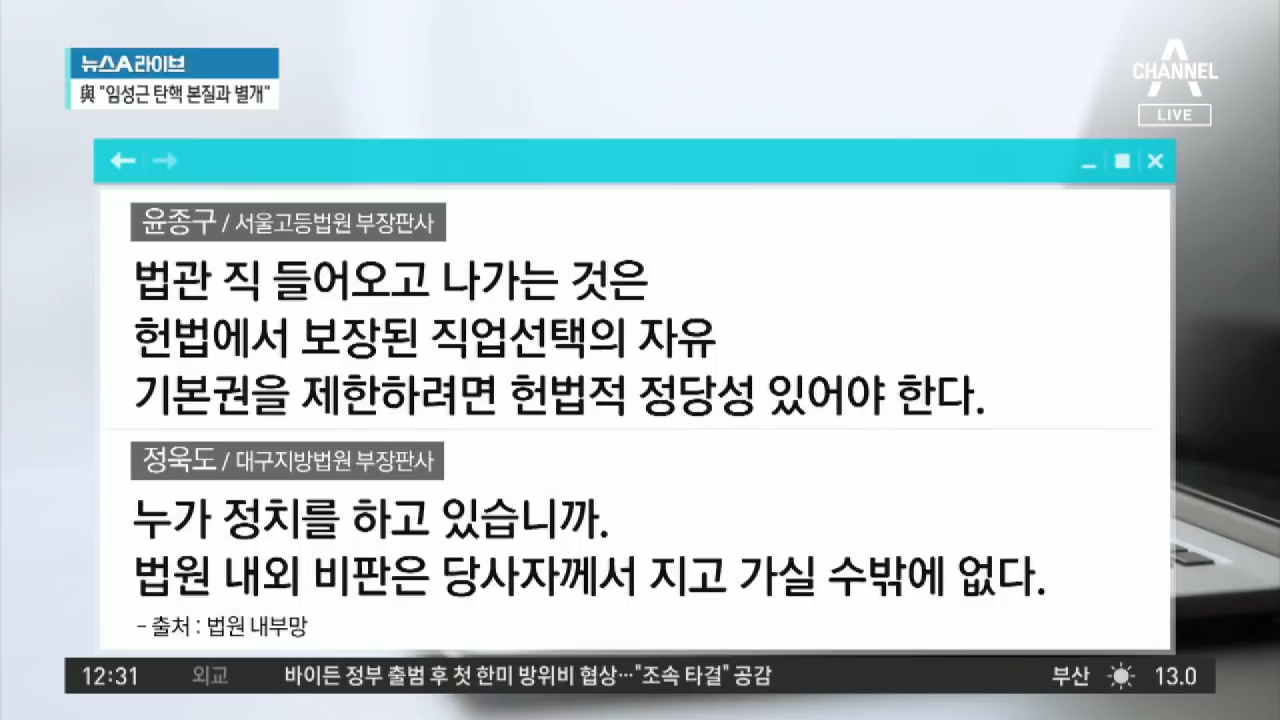 뉴스A 라이브
與 "임성근 탄핵 본질과 별개"
CHANNEL A
LIVE
윤종구 / 서울고등법원 부장판사
법관 직 들어오고 나가는 것은
헌법에서 보장된 직업선택의 자유
기본권을 제한하려면 헌법적 정당성 있어야 한다.
정욱도 / 대구지방법원 부장판사
누가 정치를 하고 있습니까.
법원 내외 비판은 당사자께서 지고 가실 수밖에 없다.
- 출처 : 법원 내부망
12:31 외교 바이든 정부 출범 후 첫 한미 방위비 협상…"조속 타결" 공감 부산 13.0